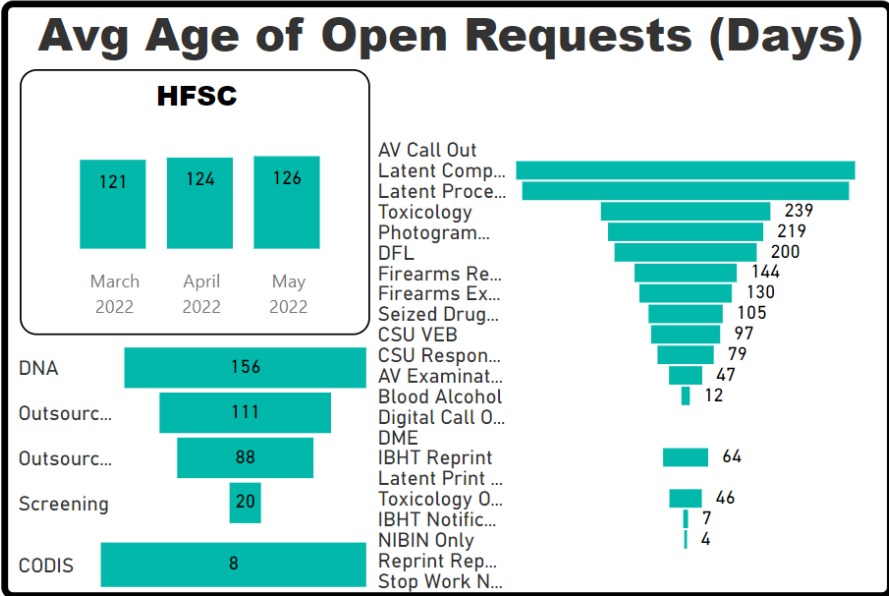 Avg Age of Open Requests (Days)
HFSC
121
124
126
March
2022
April
2022
May
2022
DNA
156
Outsourc...
111
Outsourc...
88
Screening
20
CODIS
8
AV Call Out
Latent Comp...
Latent Proce...
Toxicology
239
Photogram...
219
DFL
200
Firearms Re...
144
Firearms Ex...
130
Seized Drug...
105
CSU VEB
97
CSU Respon...
79
AV Examinat...
47
Blood Alcohol
12
Digital Call O...
DME
IBHT Reprint
64
Latent Print ...
Toxicology O...
46
IBHT Notific...
7
NIBIN Only
4
Reprint Rep...
Stop Work N...